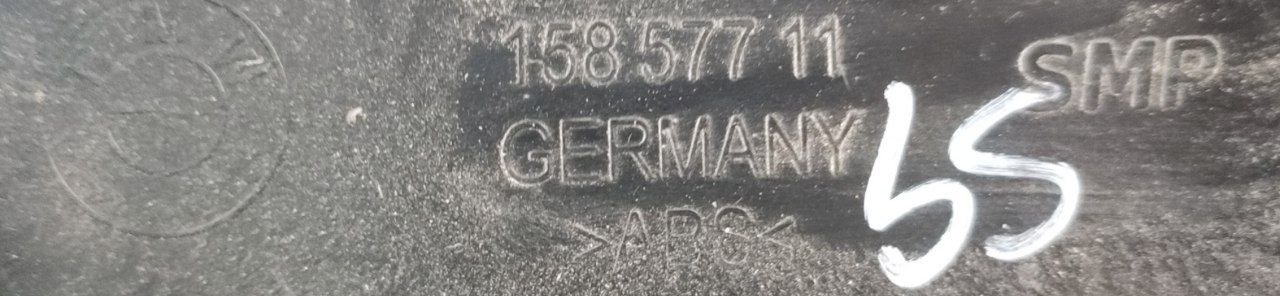 158 577 11
SMP
GERMANY
>ABS<
55